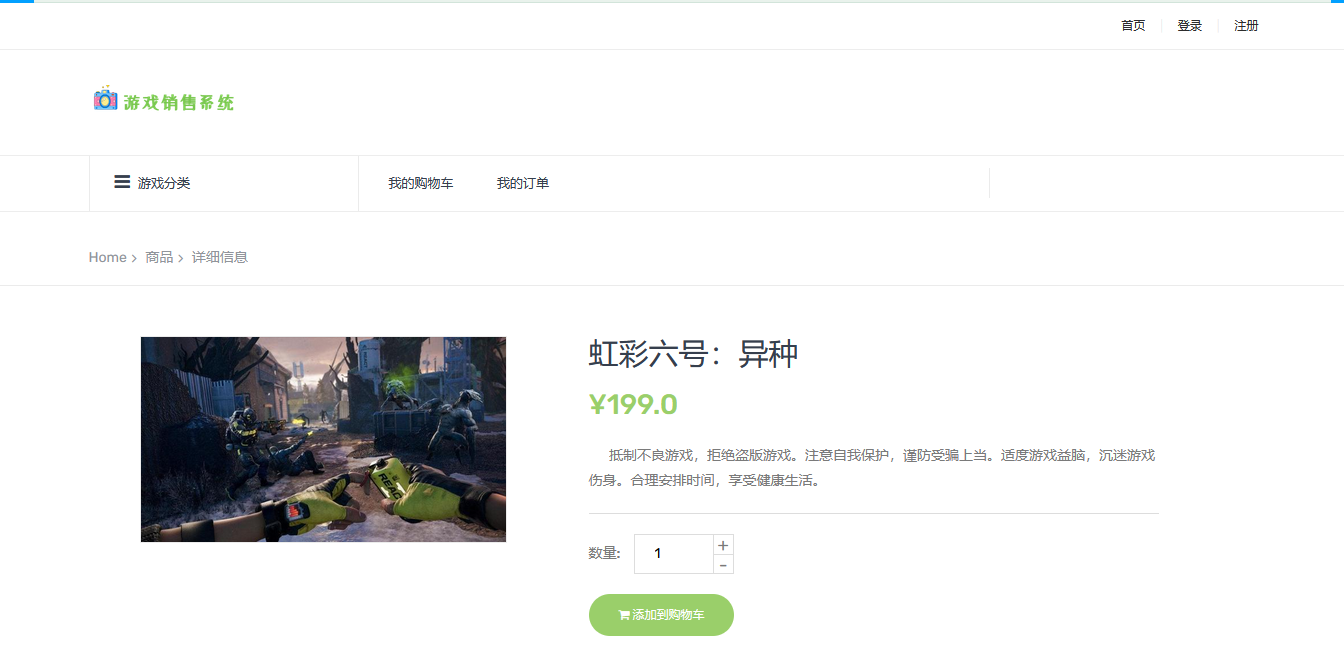 首页 登录 注册
游戏销售系统
游戏分类 我的购物车 我的订单
Home > 商品 > 详细信息
虹彩六号：异种
¥199.0
抵制不良游戏，拒绝盗版游戏。注意自我保护，谨防受骗上当。适度游戏益脑，沉迷游戏
伤身。合理安排时间，享受健康生活。
数量: 1 + -
添加到购物车
REAC